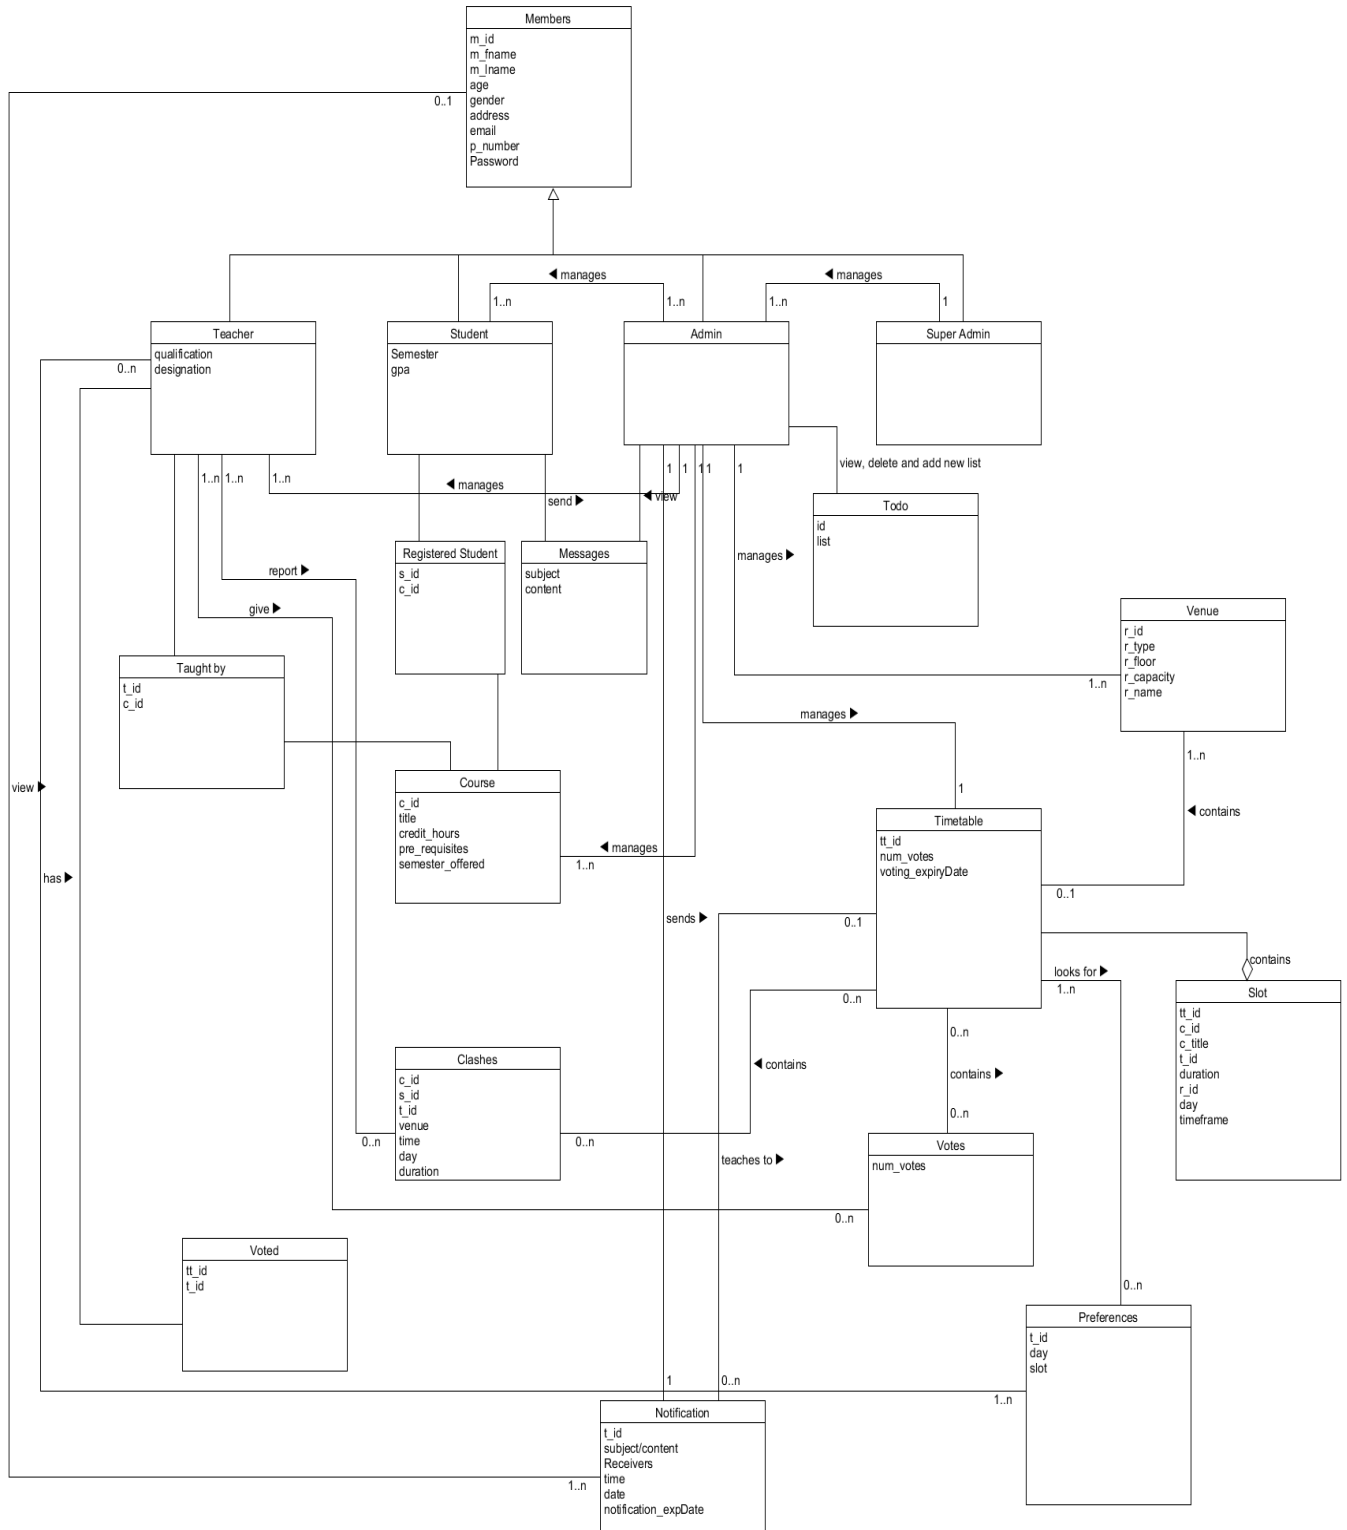 Members
m_id
m_fname
m_lname
age
gender
address
email
p_number
Password
0..1
manages
manages
1..n
1..n
1..n
1
Teacher
qualification
designation
Student
Semester
gpa
Admin
Super Admin
0..n
1..n
1..n
1..n
1
1
1
1
1
view, delete and add new list
manages
send
view
Todo
id
list
manages
Registered Student
s_id
c_id
Messages
subject
content
report
give
Venue
r_id
r_type
r_floor
r_capacity
r_name
1..n
1..n
Taught by
t_id
c_id
manages
1
view
contains
Course
c_id
title
credit_hours
pre_requisites
semester_offered
manages
1..n
Timetable
tt_id
num_votes
voting_expiryDate
0..1
has
sends
0..1
contains
looks for
1..n
0..n
Slot
tt_id
c_id
c_title
t_id
duration
r_id
day
timeframe
0..n
contains
contains
0..n
Clashes
c_id
s_id
t_id
venue
time
day
duration
0..n
0..n
teaches to
Votes
num_votes
0..n
Voted
tt_id
t_id
0..n
Preferences
t_id
day
slot
1
0..n
1..n
Notification
t_id
subject/content
Receivers
time
date
notification_expDate
1..n